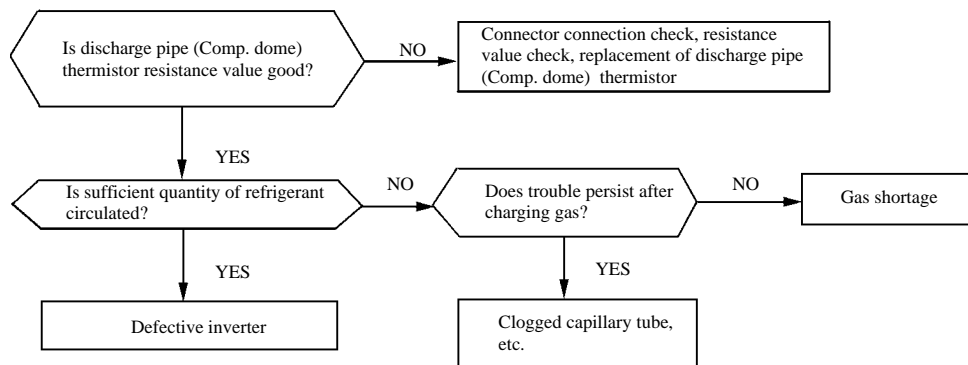 Is discharge pipe (Comp. dome)
thermistor resistance value good?
NO
Connector connection check, resistance
value check, replacement of discharge pipe
(Comp. dome) thermistor
YES
Is sufficient quantity of refrigerant
circulated?
NO
Does trouble persist after
charging gas?
NO
Gas shortage
YES
YES
Defective inverter
Clogged capillary tube,
etc.